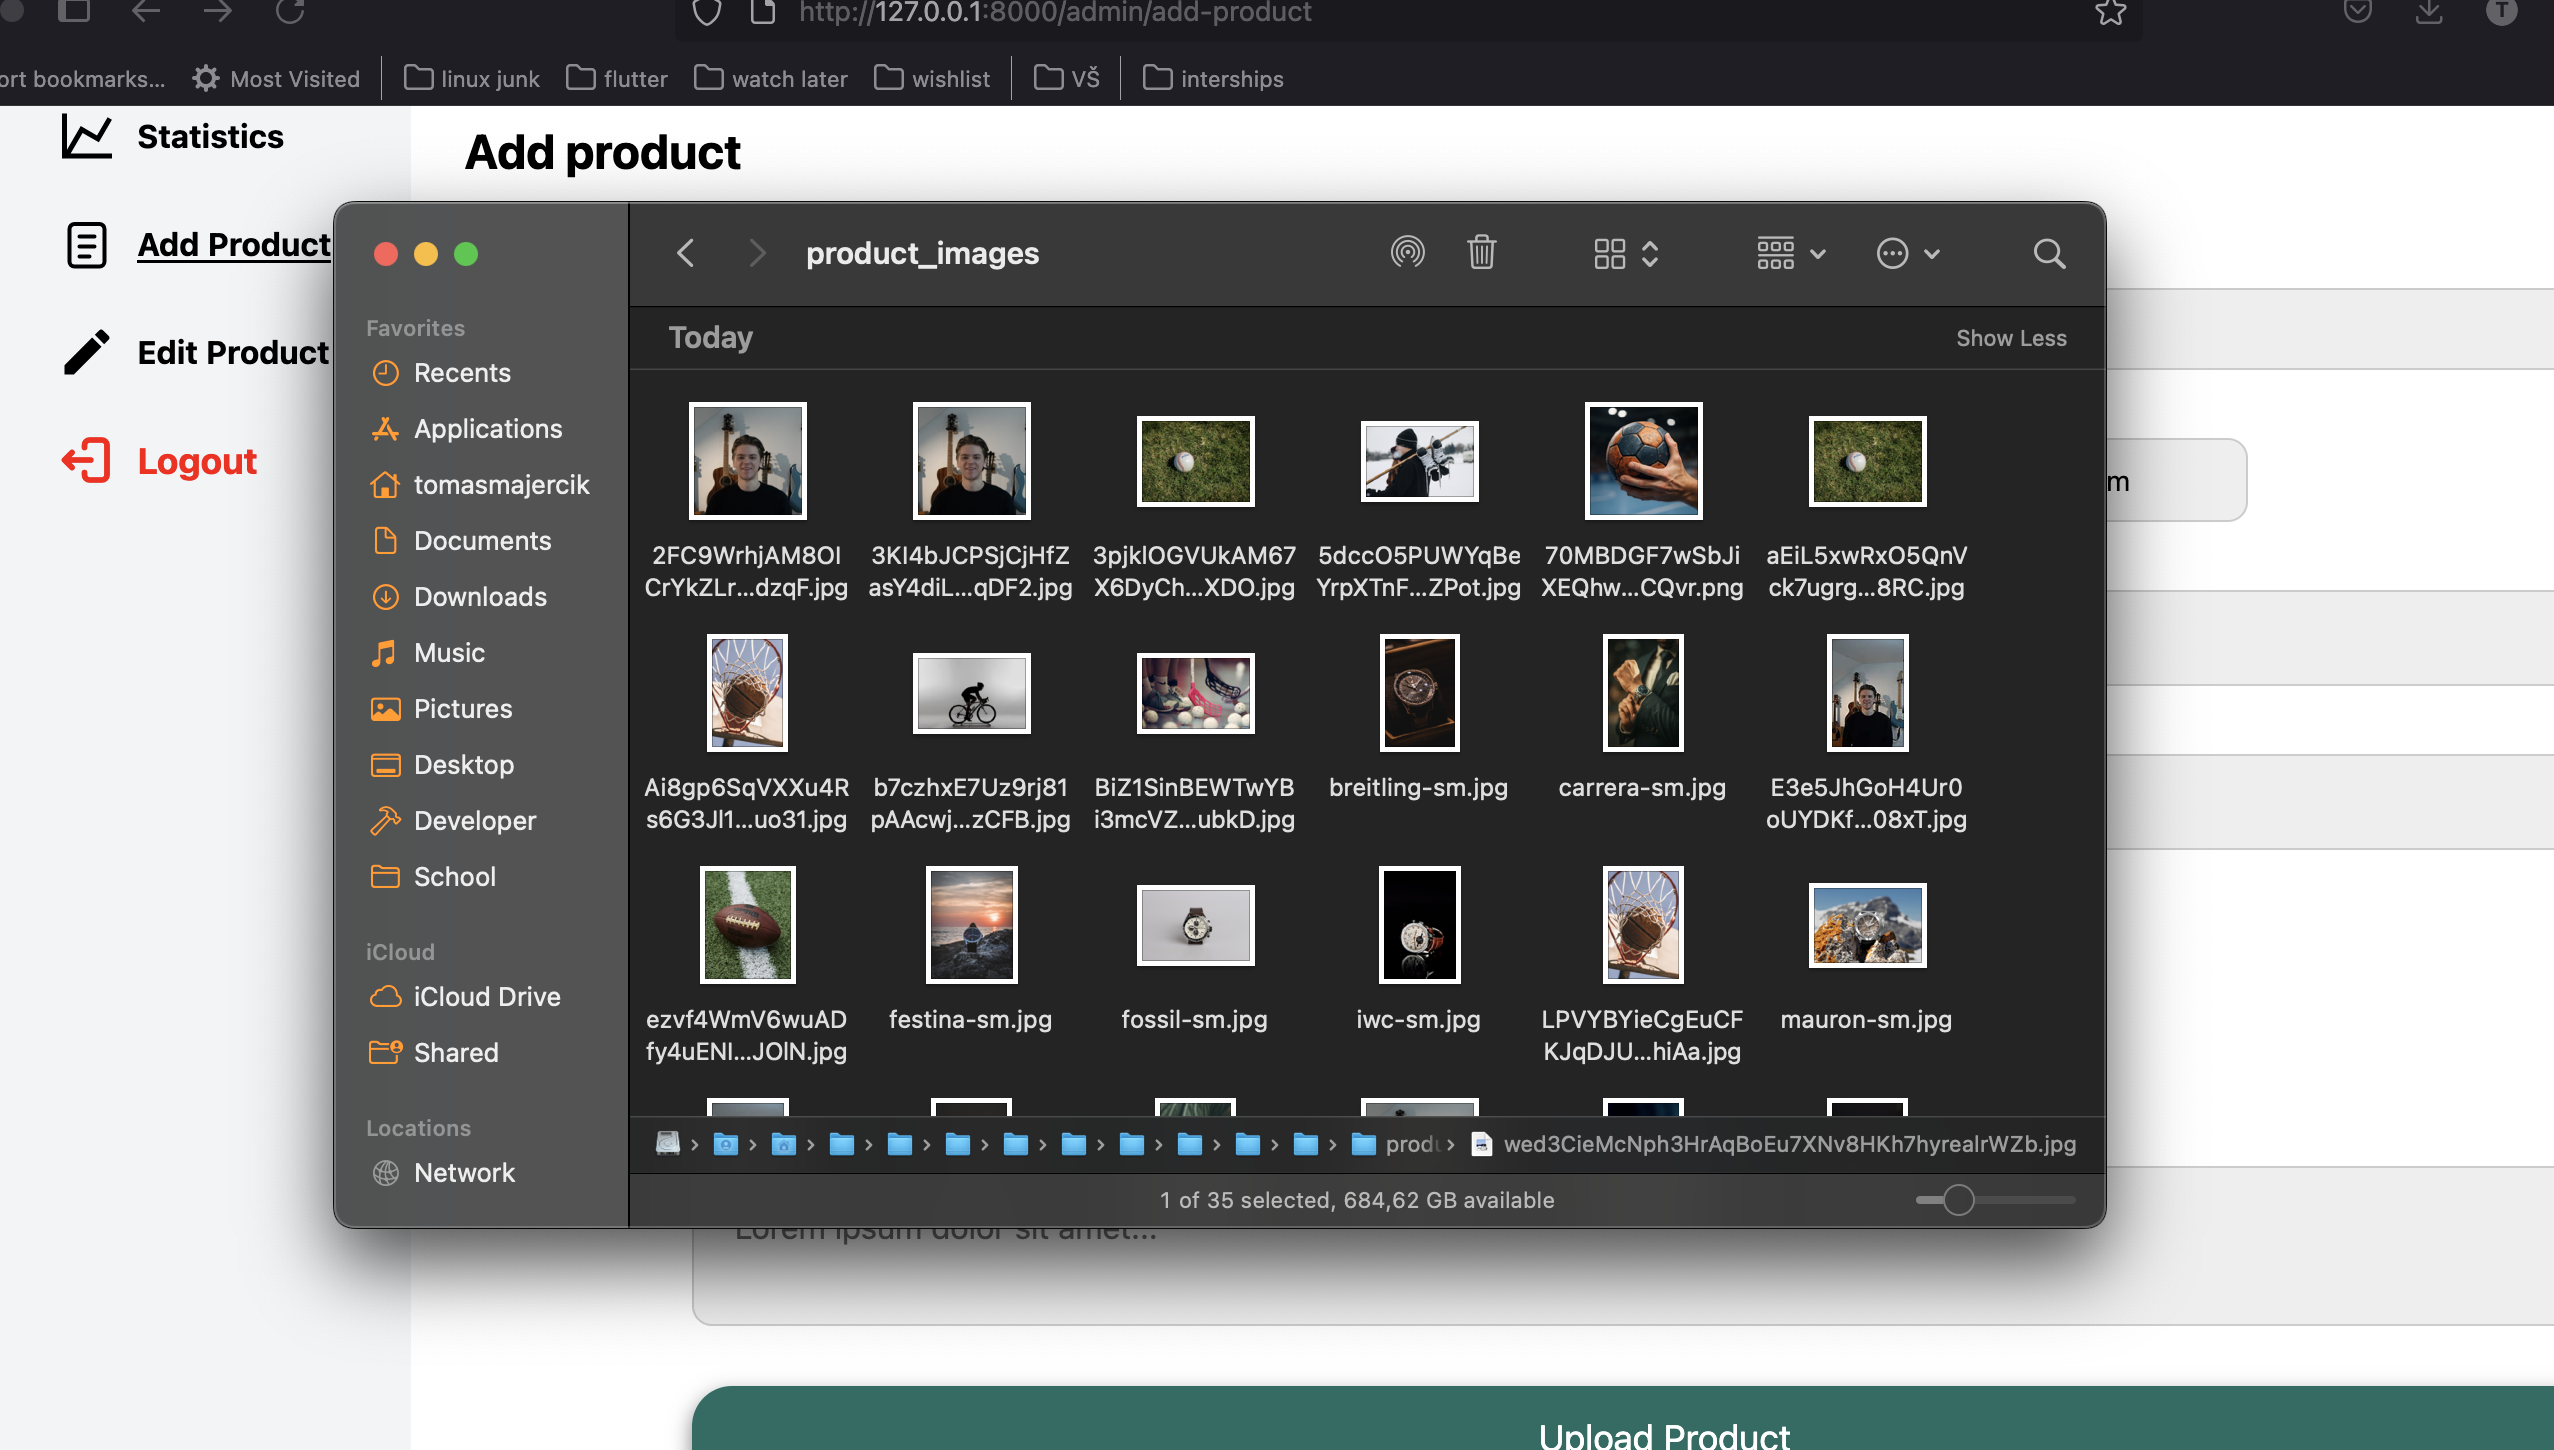 http://127.0.0.1:8000/admin/add-product
T
ort bookmarks...
Most Visited
linux junk
flutter
watch later
wishlist
VŠ
interships
Statistics
Add Product
Edit Product
Logout
Add product
m
Lorem ipsum dolor sit amet...
Upload Product
product_images
Favorites
Recents
Applications
tomasmajercik
Documents
Downloads
Music
Pictures
Desktop
Developer
School
iCloud
iCloud Drive
Shared
Locations
Network
Today
Show Less
2FC9WrhjAM8OI
CrYkZLr...dzqF.jpg
3KI4bJCPSjCjHfZ
asY4diL...qDF2.jpg
3pjklOGVUkAM67
X6DyCh...XDO.jpg
5dccO5PUWYqBe
YrpXTnF...ZPot.jpg
70MBDGF7wSbJi
XEQhw...CQvr.png
aEiL5xwRxO5QnV
ck7ugrg...8RC.jpg
Ai8gp6SqVXXu4R
s6G3Jl1...uo31.jpg
b7czhxE7Uz9rj81
pAAcwj...zCFB.jpg
BiZ1SinBEWTwYB
i3mcVZ...ubkD.jpg
breitling-sm.jpg
carrera-sm.jpg
E3e5JhGoH4Ur0
oUYDKf...08xT.jpg
ezvf4WmV6wuAD
fy4uENI...JOlN.jpg
festina-sm.jpg
fossil-sm.jpg
iwc-sm.jpg
LPVYBYieCgEuCF
KJqDJU...hiAa.jpg
mauron-sm.jpg
prod
wed3CieMcNph3HrAqBoEu7XNv8HKh7hyrealrWZb.jpg
1 of 35 selected, 684,62 GB available